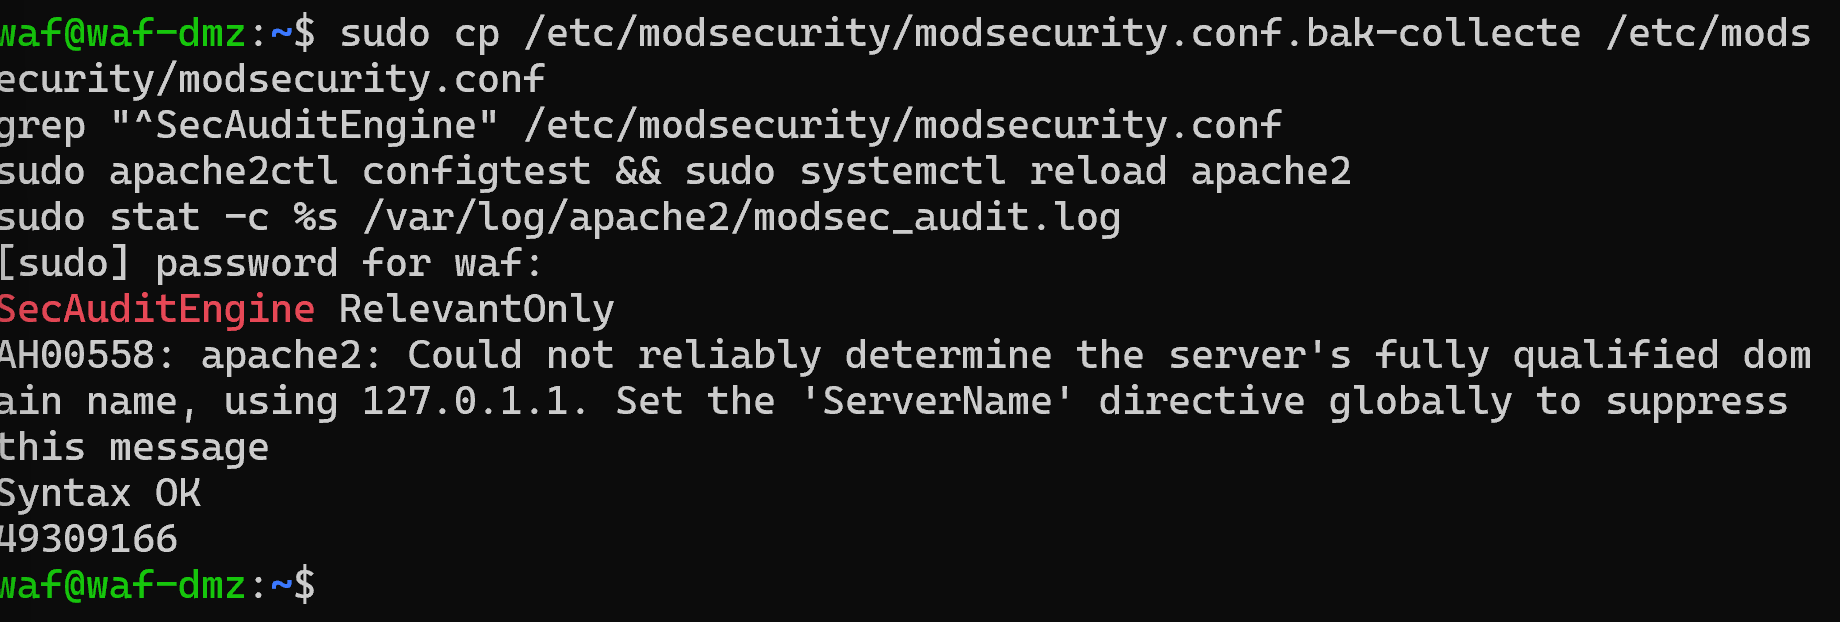 waf@waf-dmz:~$ sudo cp /etc/modsecurity/modsecurity.conf.bak-collecte /etc/mods
ecurity/modsecurity.conf
grep "^SecAuditEngine" /etc/modsecurity/modsecurity.conf
sudo apache2ctl configtest && sudo systemctl reload apache2
sudo stat -c %s /var/log/apache2/modsec_audit.log
[sudo] password for waf:
SecAuditEngine RelevantOnly
AH00558: apache2: Could not reliably determine the server's fully qualified dom
ain name, using 127.0.1.1. Set the 'ServerName' directive globally to suppress
this message
Syntax OK
49309166
waf@waf-dmz:~$